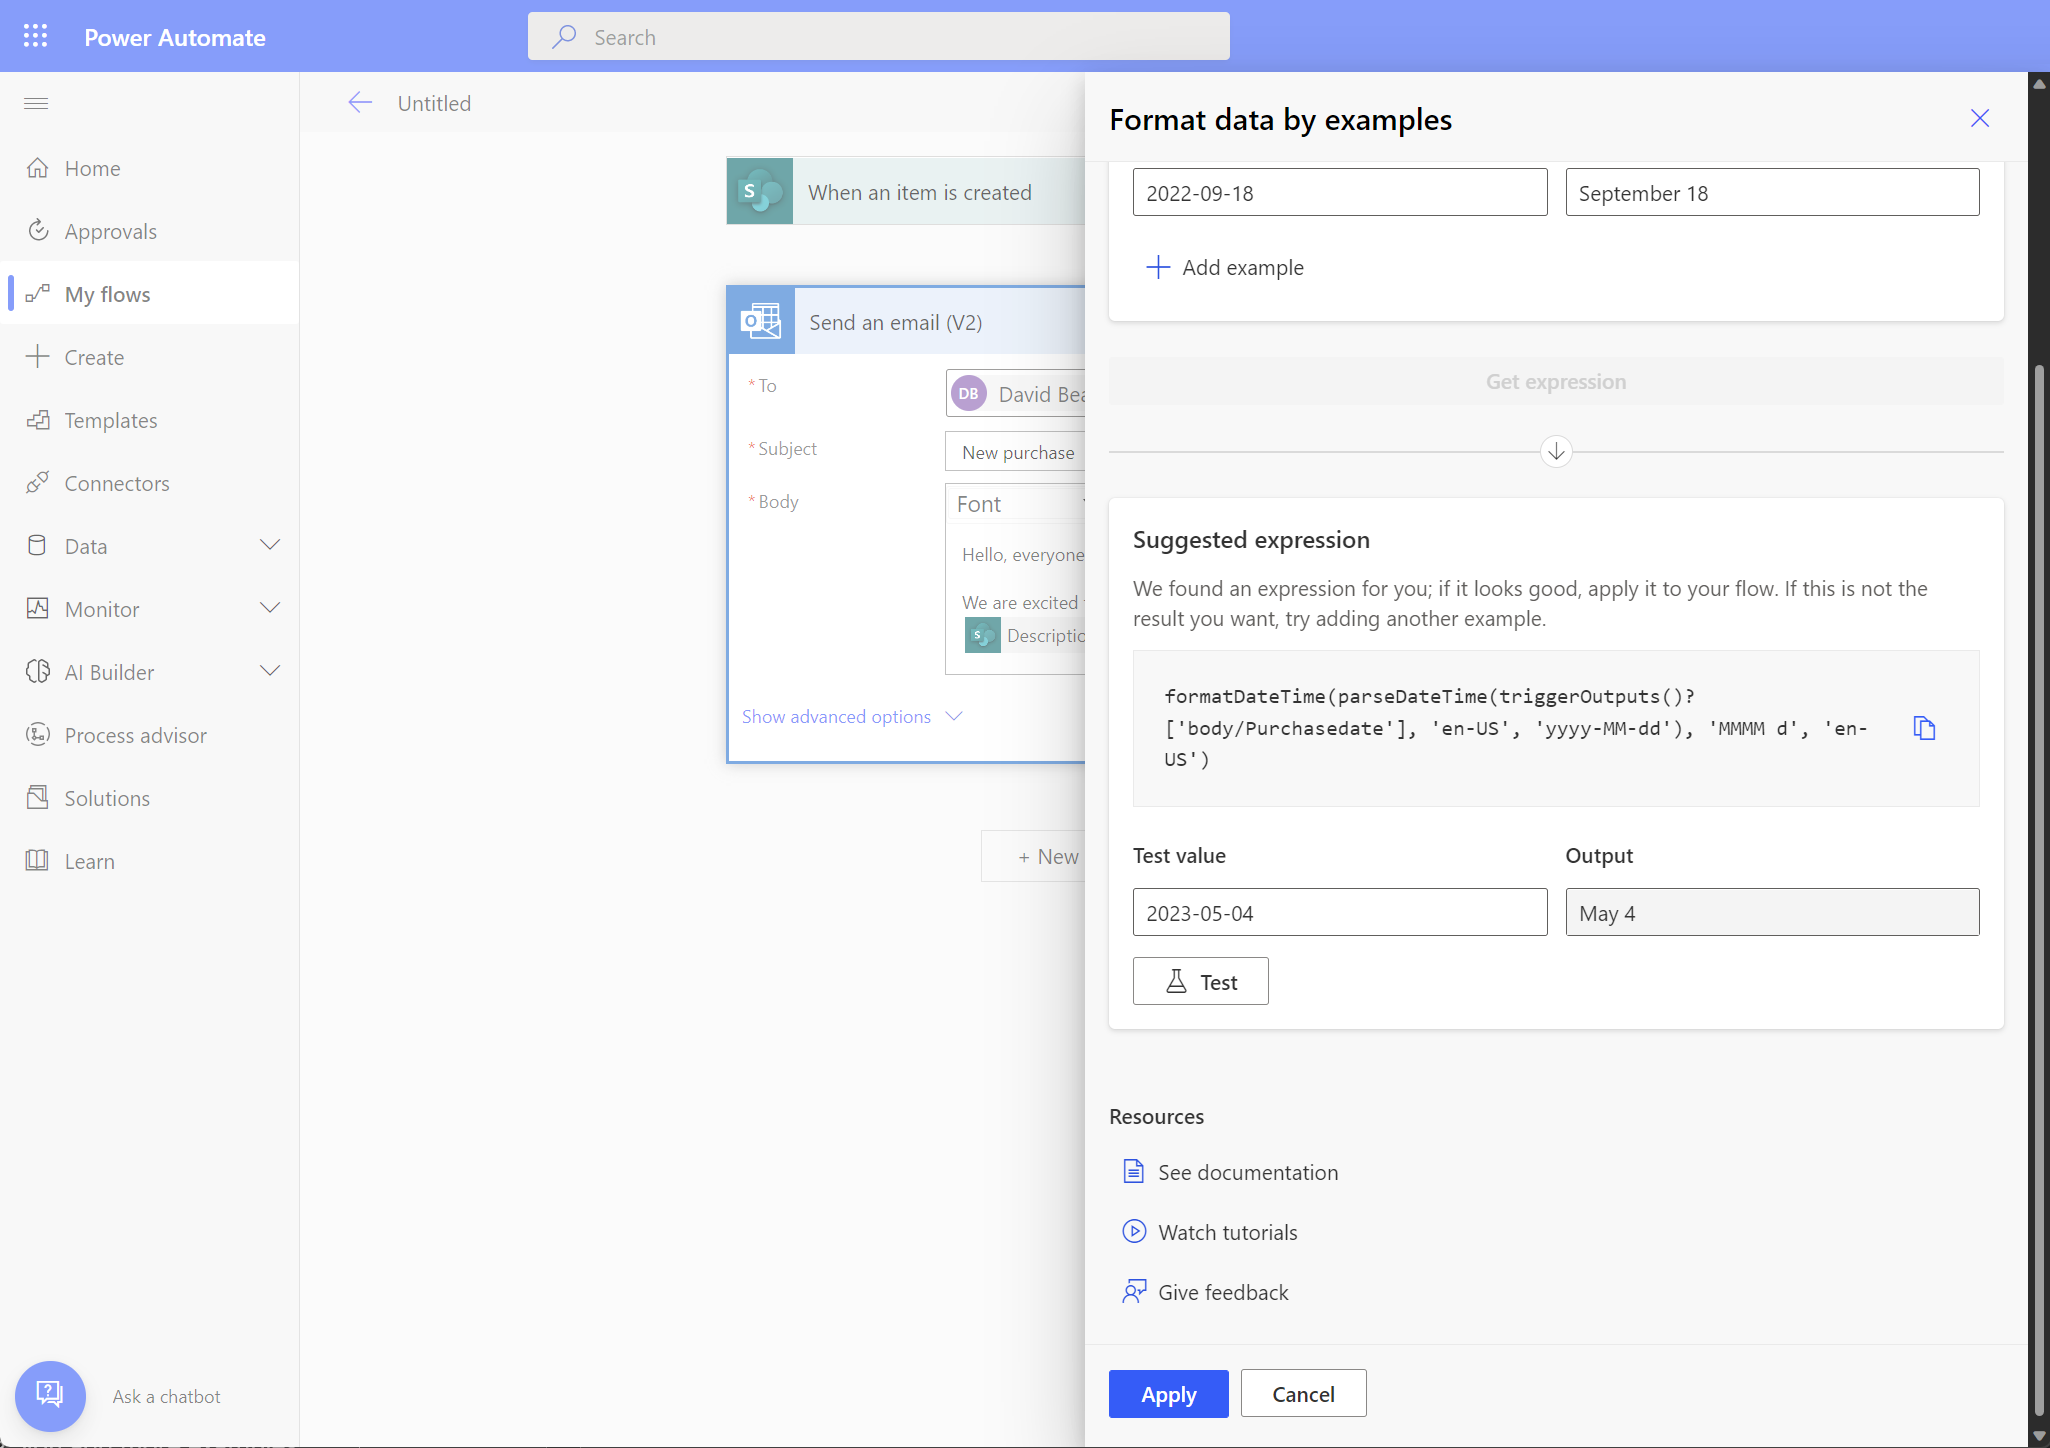 Power Automate
Search
Home
Approvals
My flows
Create
Templates
Connectors
Data
Monitor
AI Builder
Process advisor
Solutions
Learn
Ask a chatbot
Untitled
When an item is created
Send an email (V2)
*To
DB David Bea
*Subject
New purchase
*Body
Font
Hello, everyone
We are excited
Descriptio
Show advanced options
+ New
Format data by examples
2022-09-18
September 18
Add example
Get expression
Suggested expression
We found an expression for you; if it looks good, apply it to your flow. If this is not the
result you want, try adding another example.
formatDateTime(parseDateTime(triggerOutputs()?
['body/Purchasedate'], 'en-US', 'yyyy-MM-dd'), 'MMMM d', 'en-
US')
Test value
Output
2023-05-04
May 4
Test
Resources
See documentation
Watch tutorials
Give feedback
Apply
Cancel